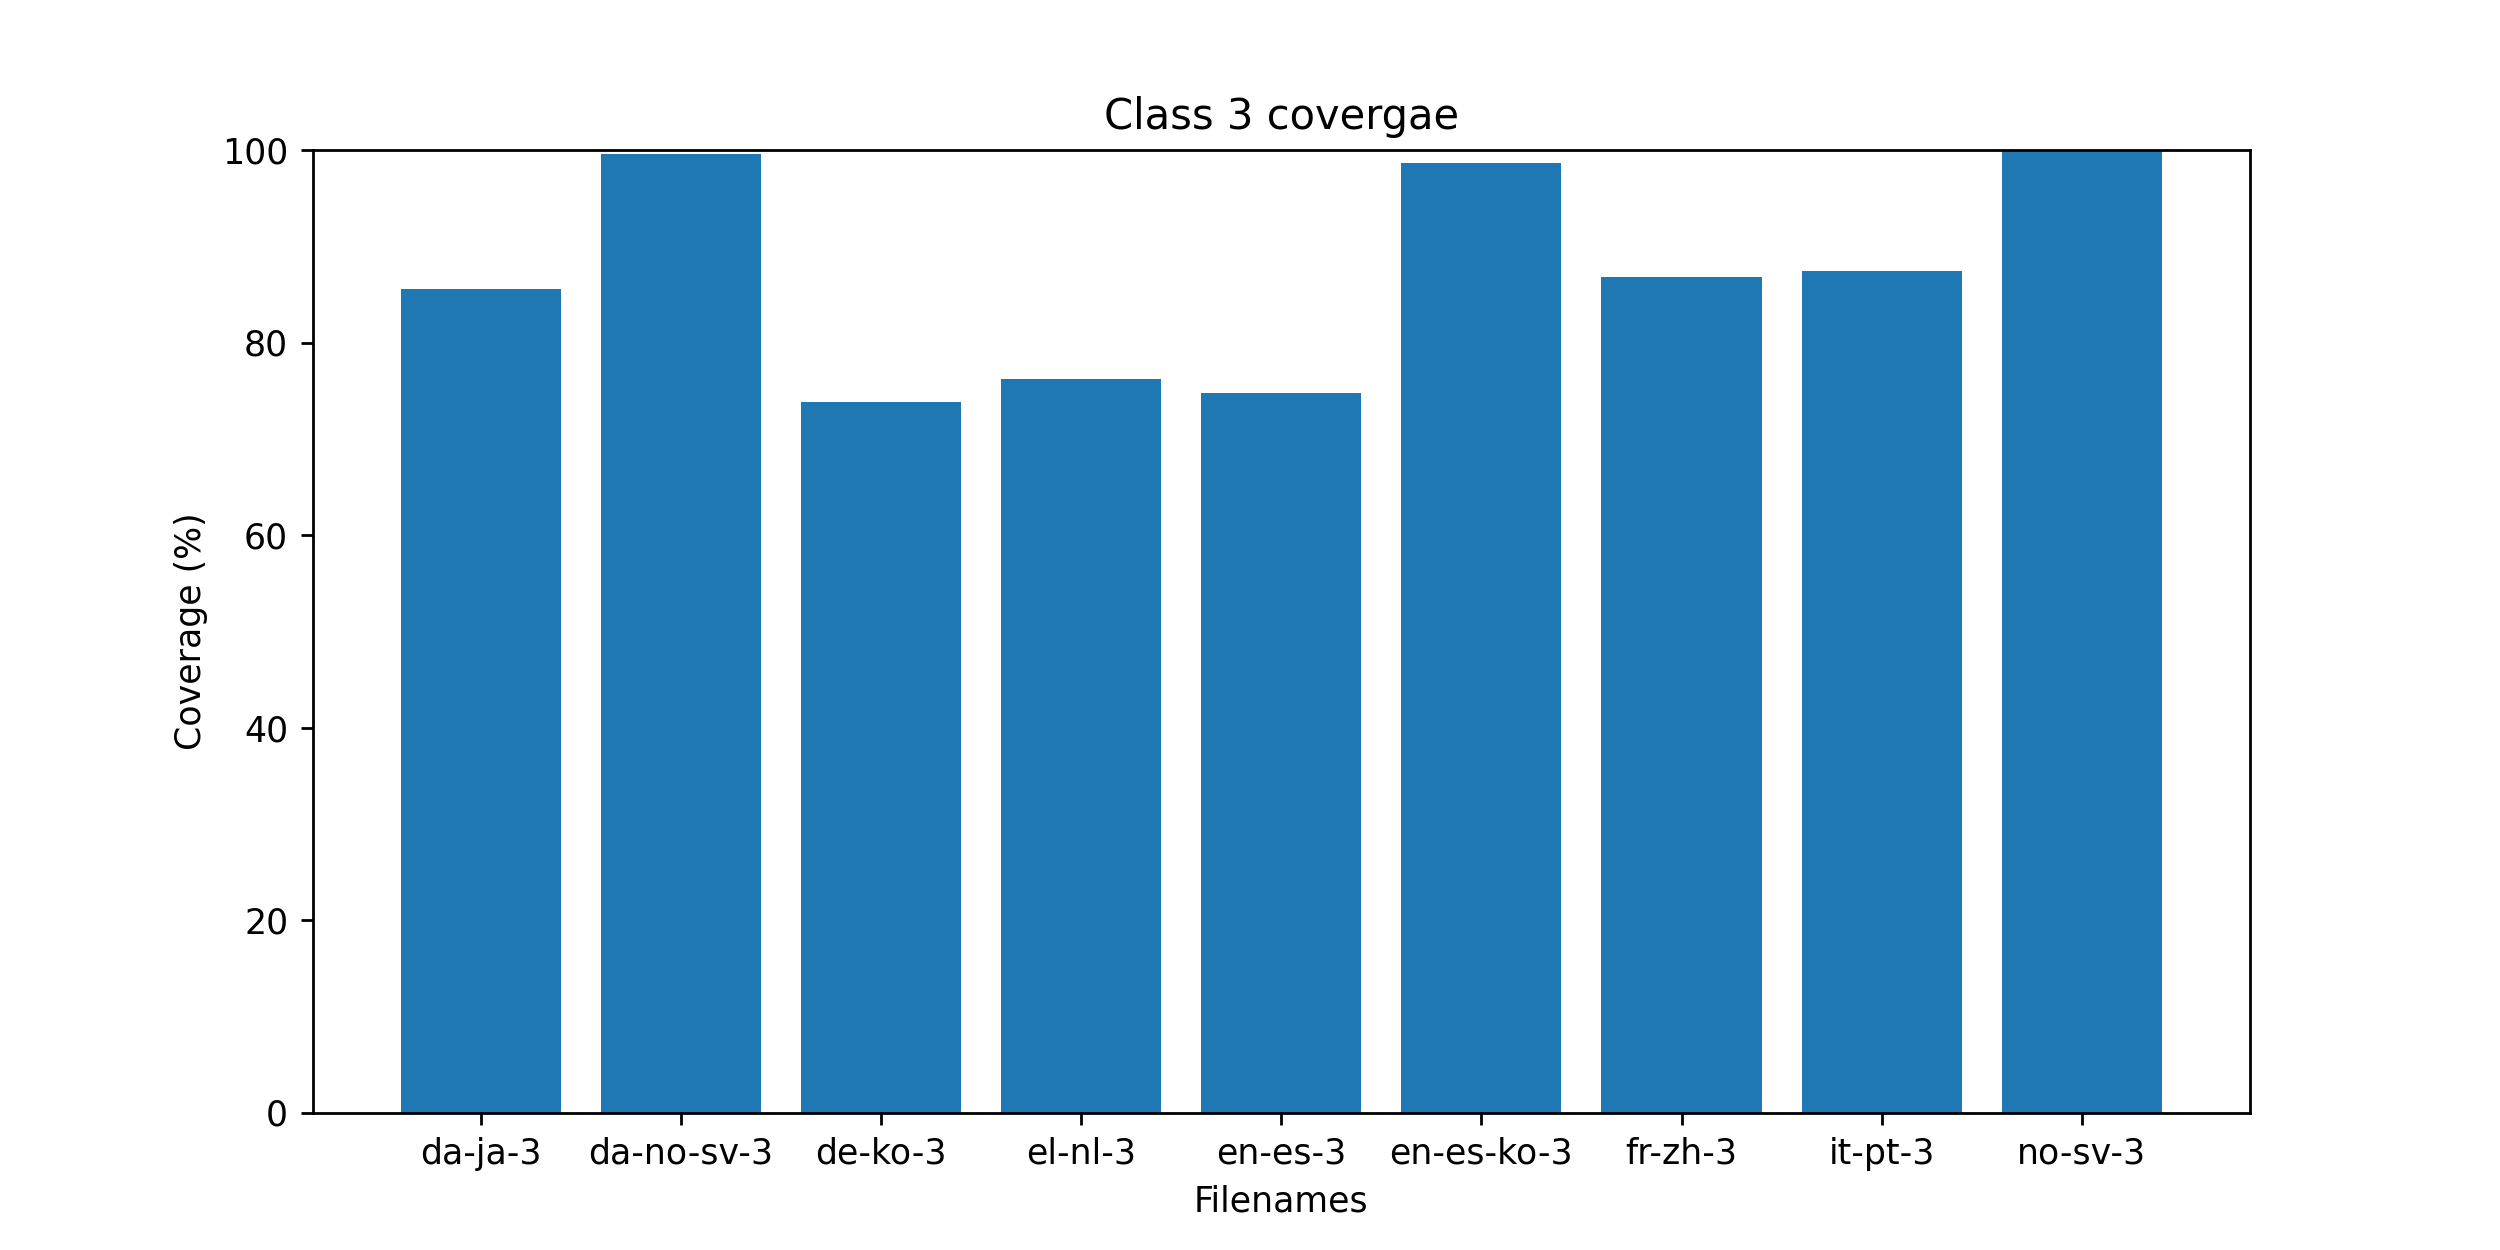 Class 3 covergae
100
80
60
40
20
0
Coverage (%)
da-ja-3 da-no-sv-3 de-ko-3 el-nl-3 en-es-3 en-es-ko-3 fr-zh-3 it-pt-3 no-sv-3
Filenames